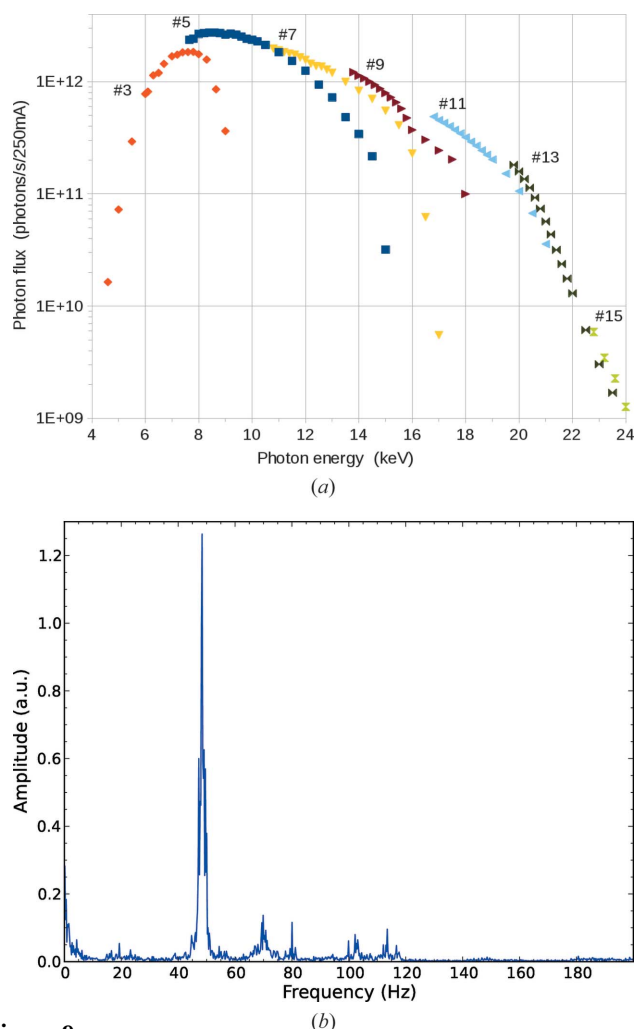 #5
#7
#3
#9
#11
#13
#15
1E+12
1E+11
1E+10
1E+09
Photon flux (photons/s/250mA)
4 6 8 10 12 14 16 18 20 22 24
Photon energy (keV)
(a)
1.2
1.0
0.8
0.6
0.4
0.2
0.0
Amplitude (a.u.)
0 20 40 60 80 100 120 140 160 180
Frequency (Hz)
(b)